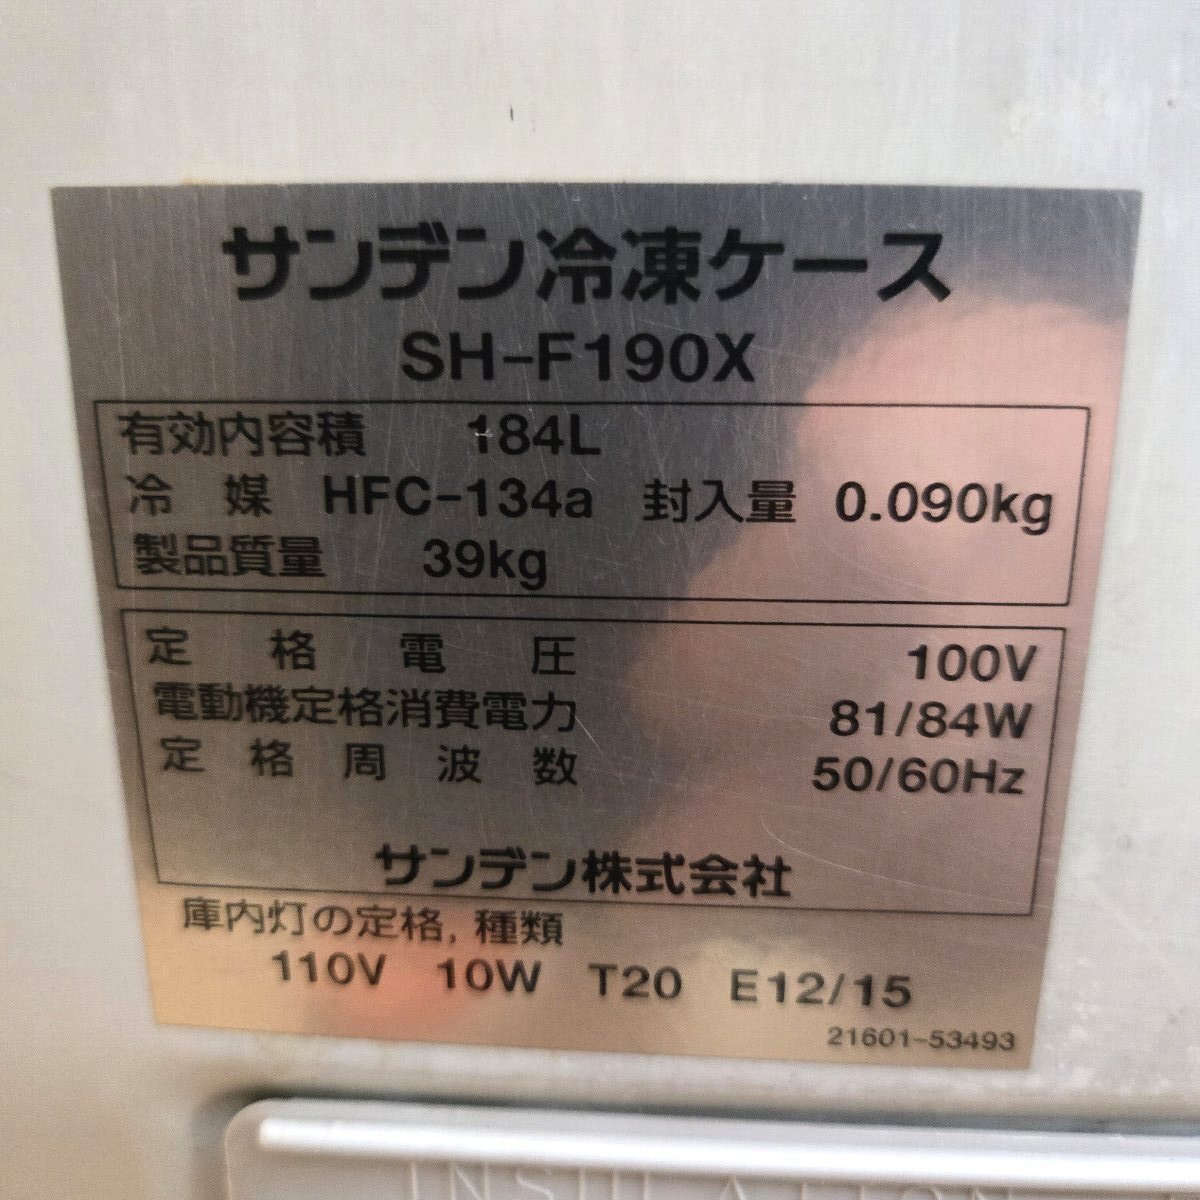 サンデン冷凍ケース
SH-F190X
有効内容積 184L
冷媒 HFC-134a 封入量 0.090kg
製品質量 39kg
定格電圧 100V
電動機定格消費電力 81/84W
定格周波数 50/60Hz
サンデン株式会社
庫内灯の定格,種類
110V 10W T20 E12/15
21601-53493
INSULATION